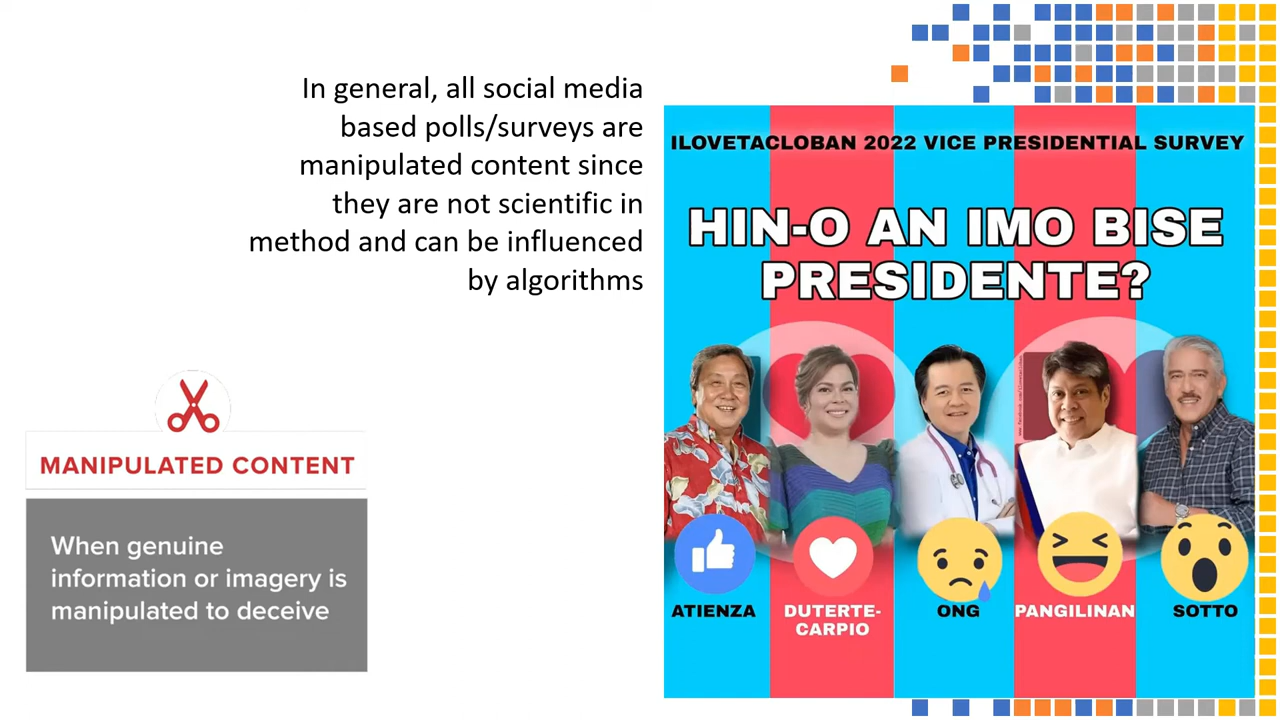 In general, all social media
based polls/surveys are
manipulated content since
they are not scientific in
method and can be influenced
by algorithms
MANIPULATED CONTENT
When genuine
information or imagery is
manipulated to deceive
ILOVETACLOBAN 2022 VICE PRESIDENTIAL SURVEY
HIN-O AN IMO BISE
PRESIDENTE?
ATIENZA
DUTERTE-
CARPIO
ONG
PANGILINAN
SOTTO